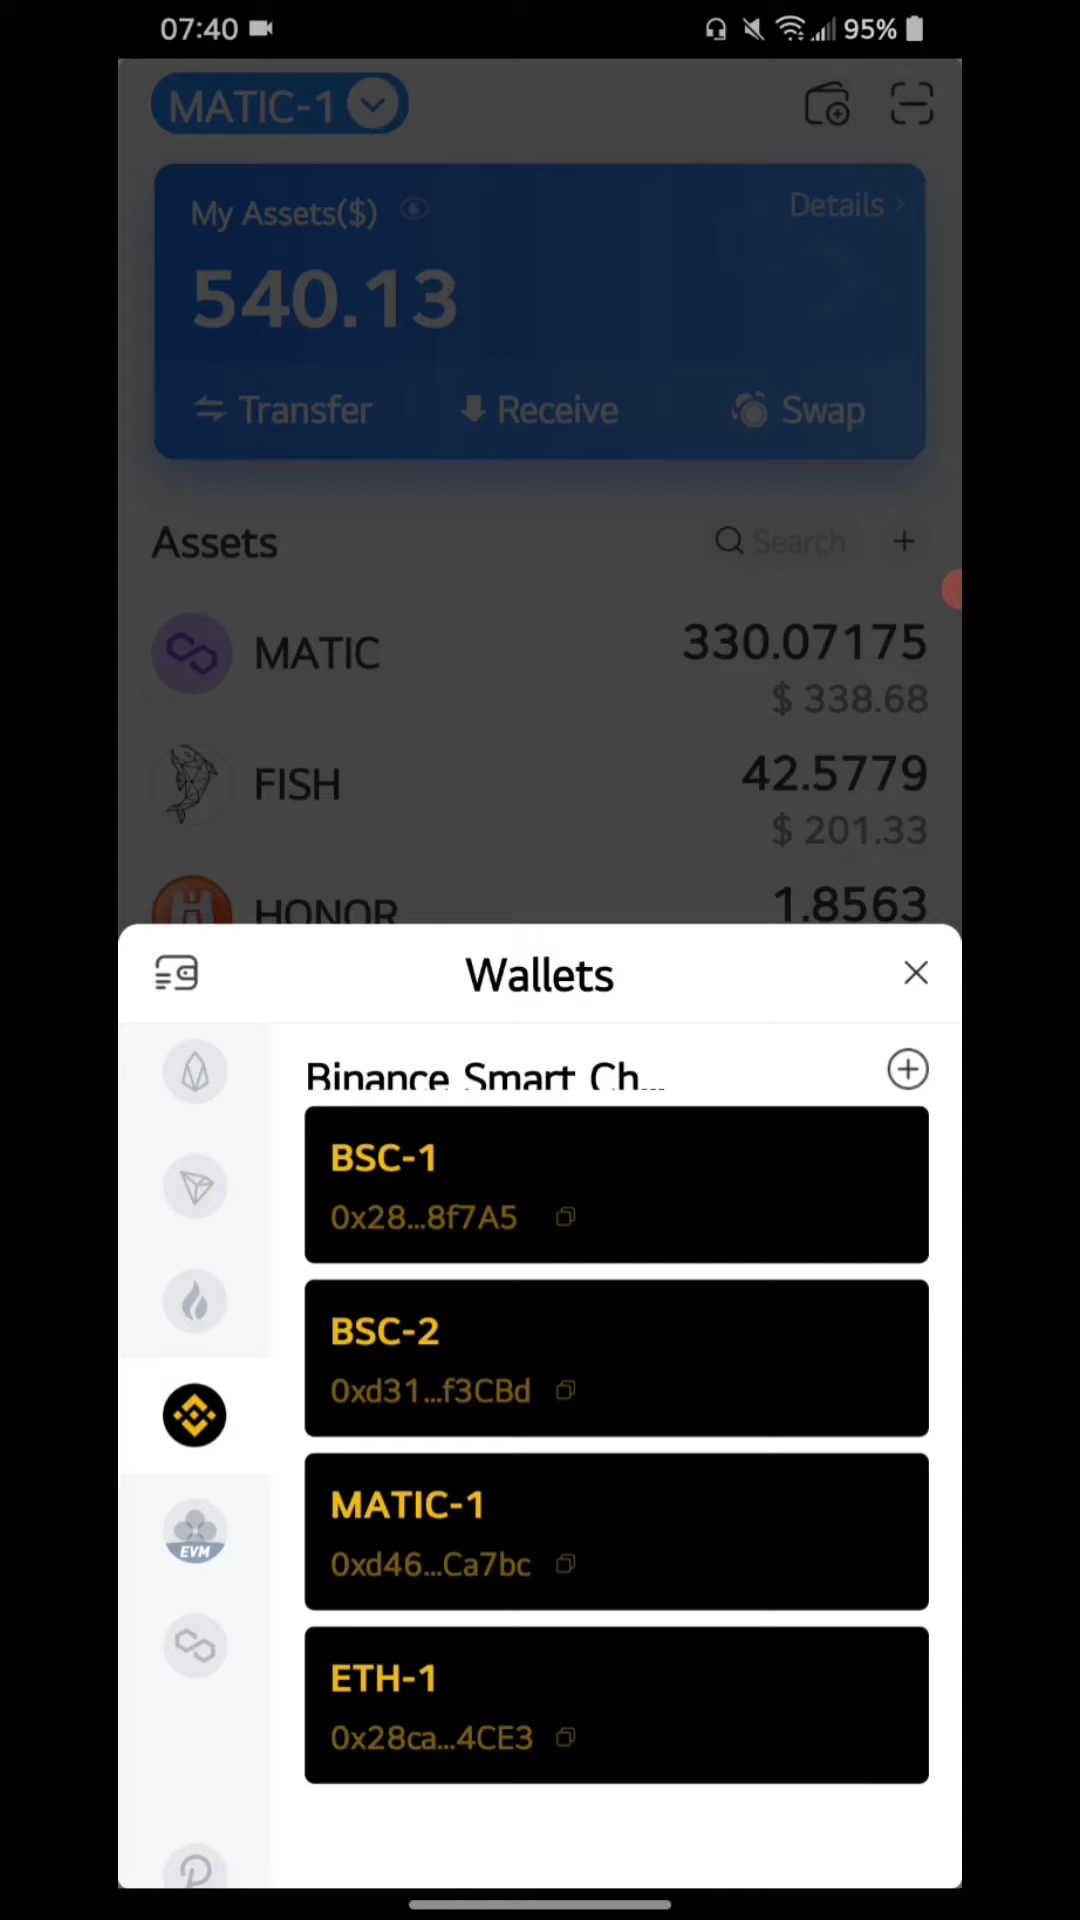 07:40
95%
MATIC-1
My Assets($)
Details
540.13
Transfer
Receive
Swap
Assets
Search
MATIC
330.07175
$ 338.68
FISH
42.5779
$ 201.33
HONOR
1.8563
Wallets
Binance Smart Ch...
BSC-1
0x28...8f7A5
BSC-2
0xd31...f3CBd
MATIC-1
0xd46...Ca7bc
EVM
ETH-1
0x28ca...4CE3